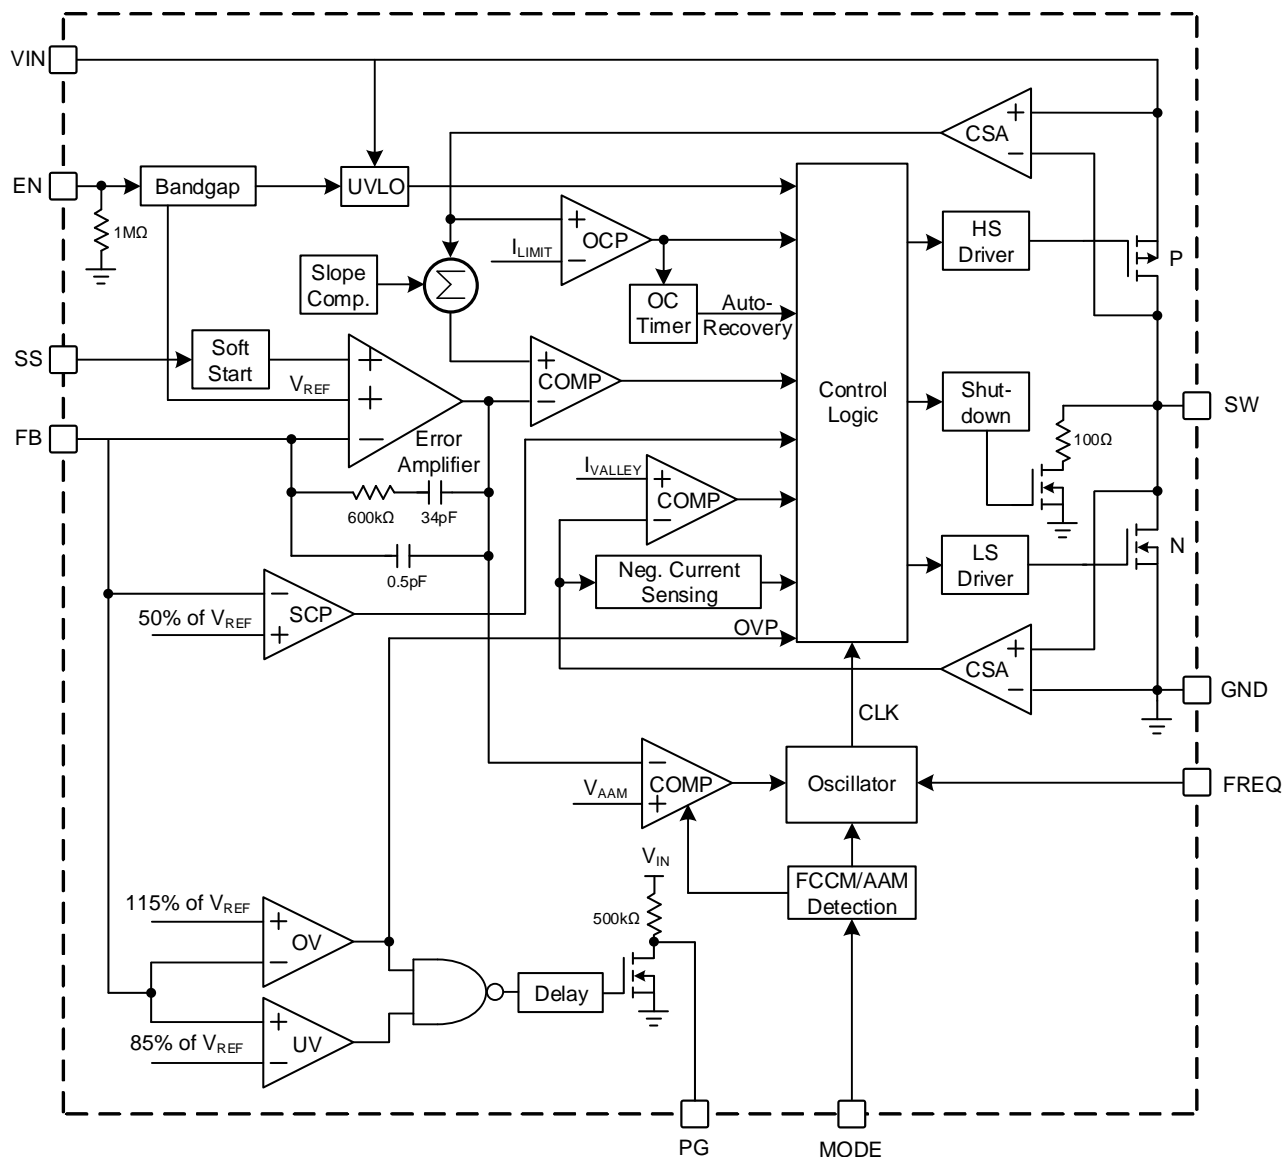 VIN
CSA
+
−
EN
Bandgap
UVLO
1MΩ
+
OCP
−
I_LIMIT
HS
Driver
P
Slope
Comp.
Σ
OC
Timer
Auto-
Recovery
SS
Soft
Start
V_REF
+
+
−
Error
Amplifier
+
COMP
−
Control
Logic
Shut-
down
100Ω
SW
FB
600kΩ
34pF
0.5pF
I_VALLEY
+
COMP
−
LS
Driver
N
Neg. Current
Sensing
−
SCP
+
50% of V_REF
OVP
+
CSA
−
GND
CLK
−
COMP
+
V_AAM
Oscillator
FREQ
V_IN
500kΩ
FCCM/AAM
Detection
115% of V_REF
+
OV
−
Delay
+
UV
−
85% of V_REF
PG
MODE